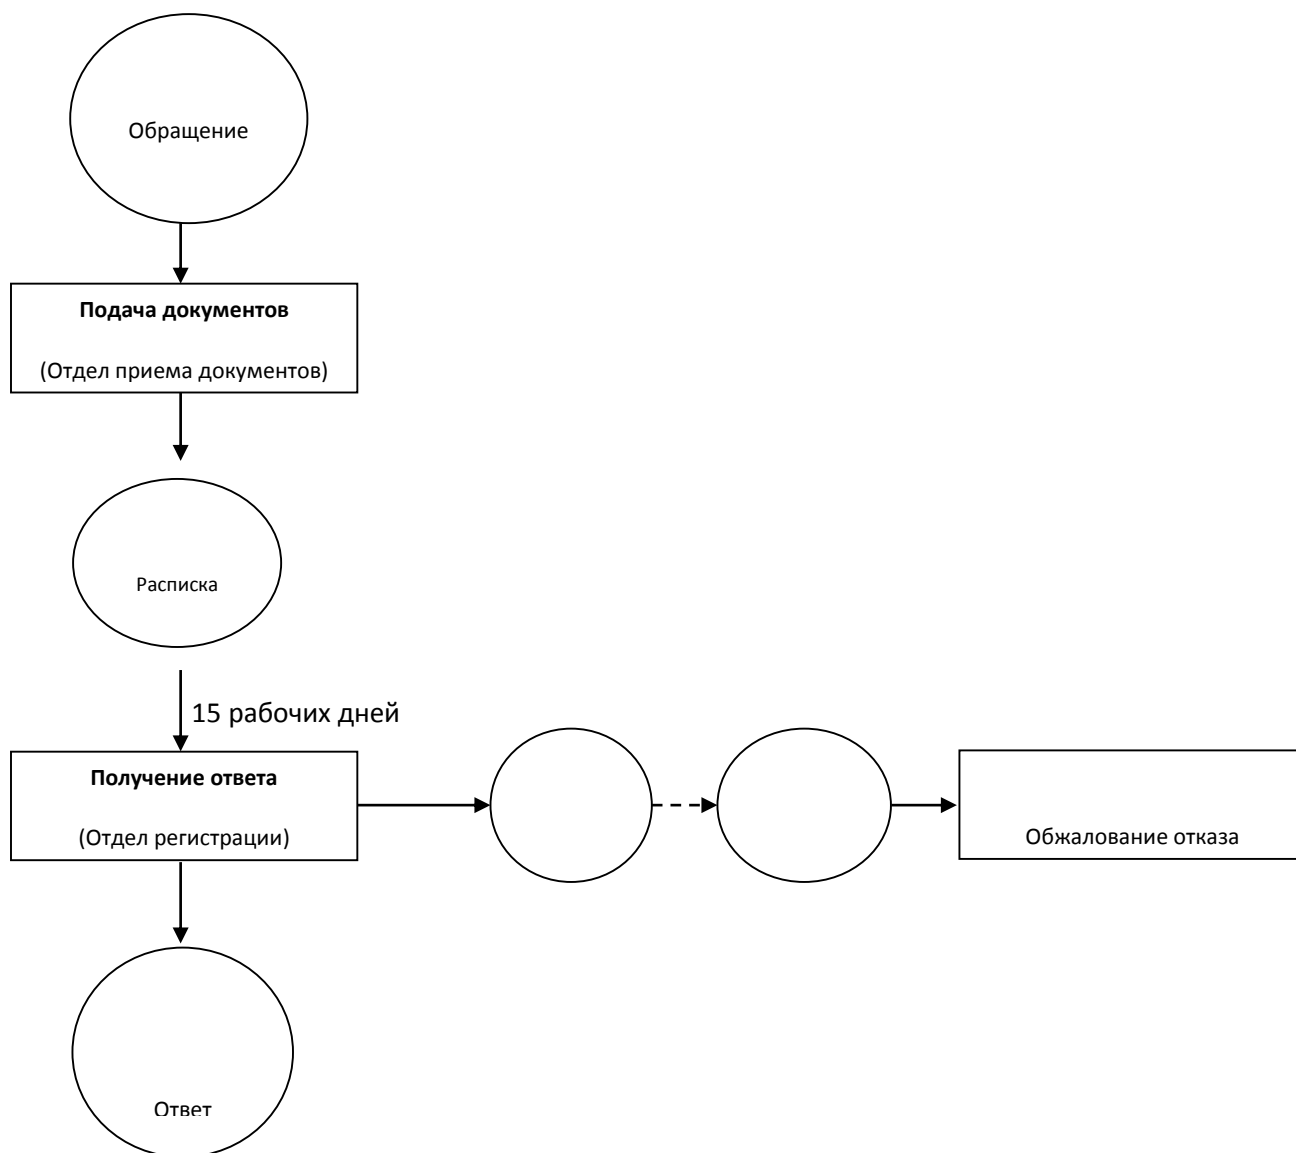 Обращение
Подача документов
(Отдел приема документов)
Расписка
15 рабочих дней
Получение ответа
(Отдел регистрации)
Обжалование отказа
Ответ